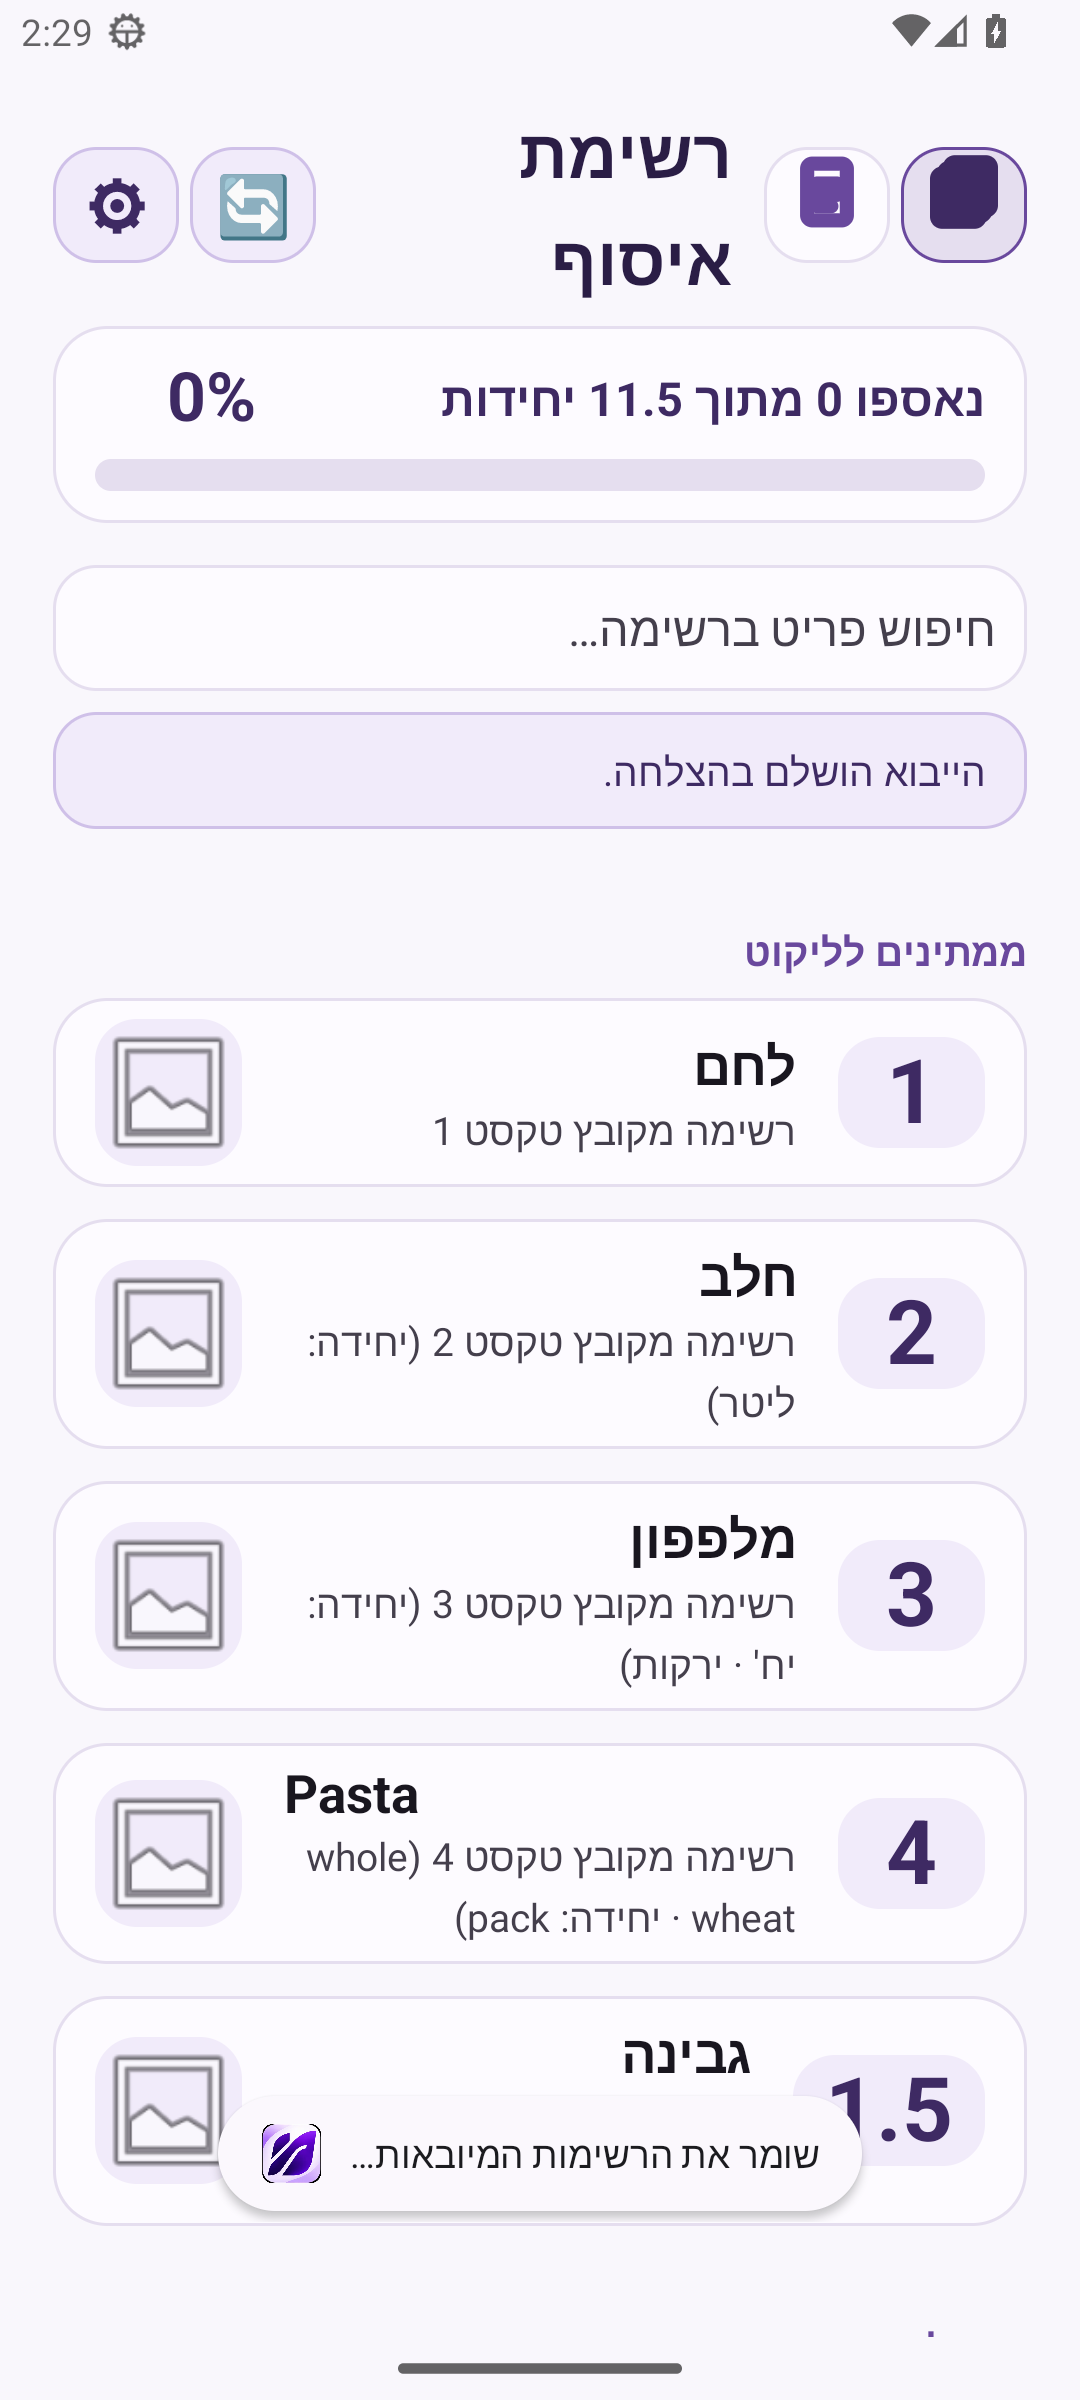 2:29
רשימת
איסוף
נאספו 0 מתוך 11.5 יחידות
0%
חיפוש פריט ברשימה...
הייבוא הושלם בהצלחה.
ממתינים לליקוט
1
לחם
רשימה מקובץ טקסט 1
2
חלב
רשימה מקובץ טקסט 2 (יחידה:
ליטר)
3
מלפפון
רשימה מקובץ טקסט 3 (יחידה:
יח' · ירקות)
4
Pasta
רשימה מקובץ טקסט 4 (whole
wheat · יחידה: pack)
1.5
גבינה
שומר את הרשימות המיובאות...